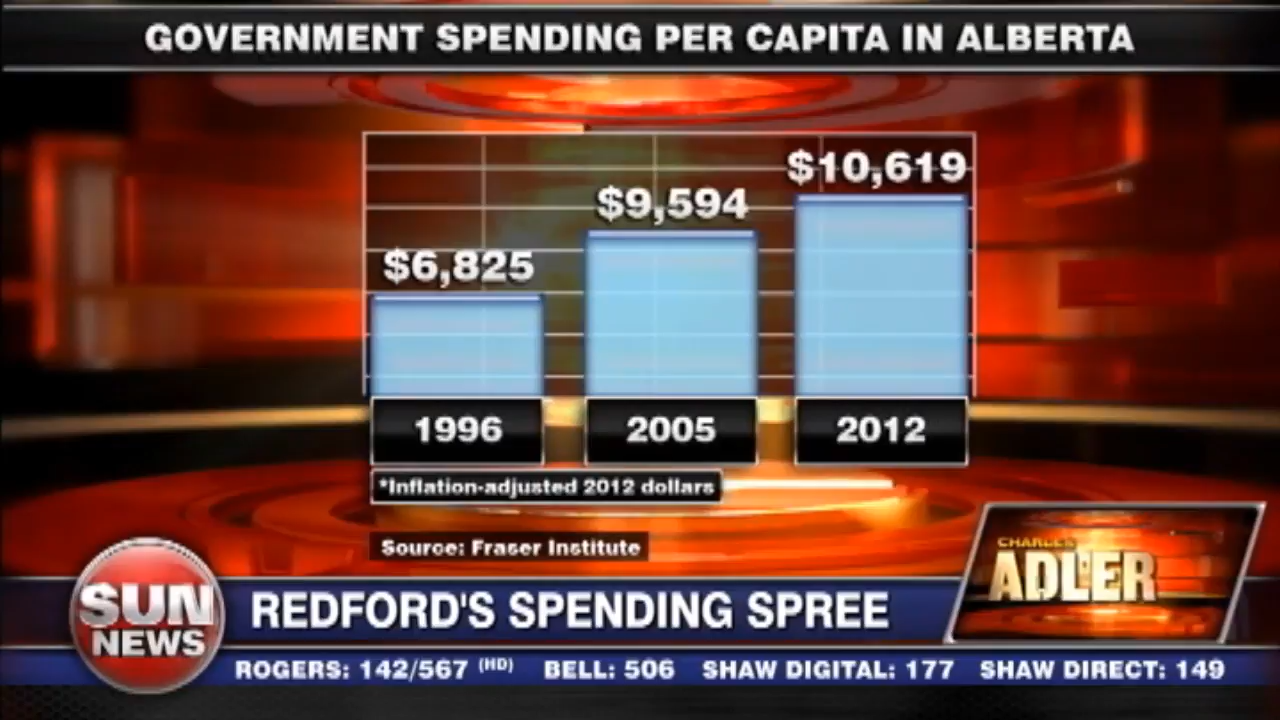 GOVERNMENT SPENDING PER CAPITA IN ALBERTA
$6,825
$9,594
$10,619
1996
2005
2012
*Inflation-adjusted 2012 dollars
Source: Fraser Institute
SUN
NEWS
REDFORD'S SPENDING SPREE
CHARLES
ADLER
ROGERS: 142/567 (HD) BELL: 506 SHAW DIGITAL: 177 SHAW DIRECT: 149